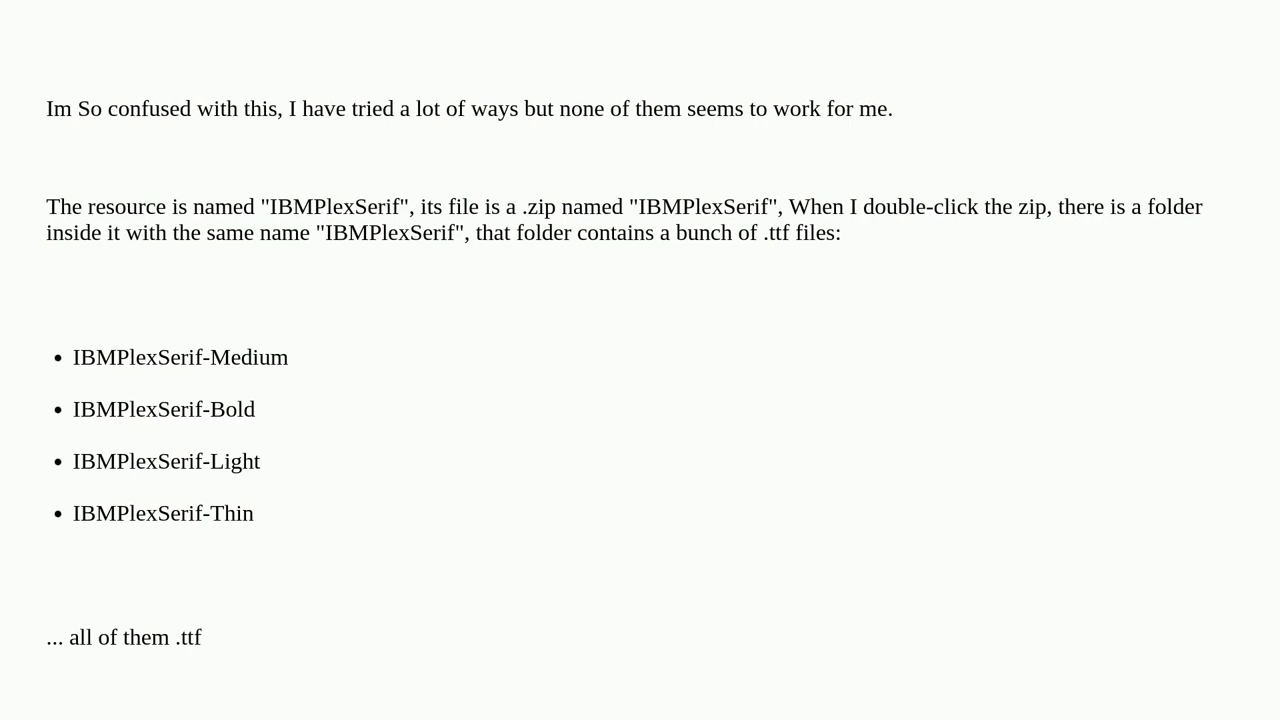 Im So confused with this, I have tried a lot of ways but none of them seems to work for me.
The resource is named "IBMPlexSerif", its file is a .zip named "IBMPlexSerif", When I double-click the zip, there is a folder
inside it with the same name "IBMPlexSerif", that folder contains a bunch of .ttf files:
• IBMPlexSerif-Medium
• IBMPlexSerif-Bold
• IBMPlexSerif-Light
• IBMPlexSerif-Thin
... all of them .ttf